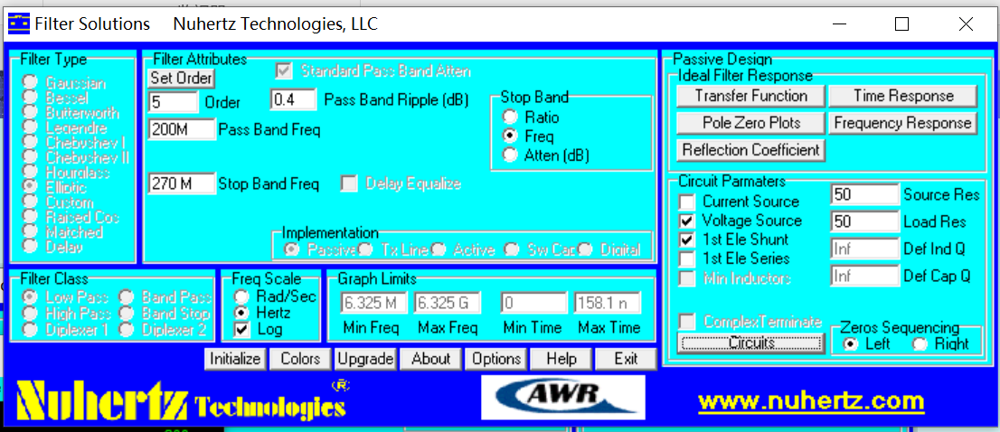 Filter Solutions Nuhertz Technologies, LLC
Filter Type
Gaussian
Bessel
Butterworth
Legendre
Chebyshev I
Chebyshev II
Hourglass
Elliptic
Custom
Raised Cos
Matched
Delay
Filter Attributes
Set Order
Standard Pass Band Atten
5 Order
0.4 Pass Band Ripple (dB)
200M Pass Band Freq
Stop Band
Ratio
Freq
Atten (dB)
270 M Stop Band Freq
Delay Equalize
Implementation
Passive Tx Line Active Sw Cap Digital
Passive Design
Ideal Filter Response
Transfer Function Time Response
Pole Zero Plots Frequency Response
Reflection Coefficient
Circuit Parmaters
Current Source
Voltage Source
1st Ele Shunt
1st Ele Series
Min Inductors
50 Source Res
50 Load Res
Inf Def Ind Q
Inf Def Cap Q
ComplexTerminate
Circuits
Zeros Sequencing
Left Right
Filter Class
Low Pass Band Pass
High Pass Band Stop
Diplexer 1 Diplexer 2
Freq Scale
Rad/Sec
Hertz
Log
Graph Limits
6.325 M 6.325 G 0 158.1 n
Min Freq Max Freq Min Time Max Time
Initialize Colors Upgrade About Options Help Exit
Nuhertz Technologies (R)
AWR
www.nuhertz.com